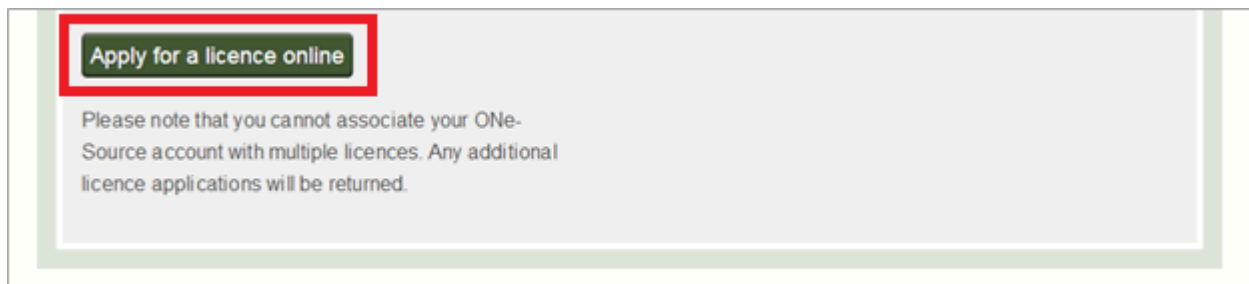 Apply for a licence online
Please note that you cannot associate your ONe-
Source account with multiple licences. Any additional
licence applications will be returned.